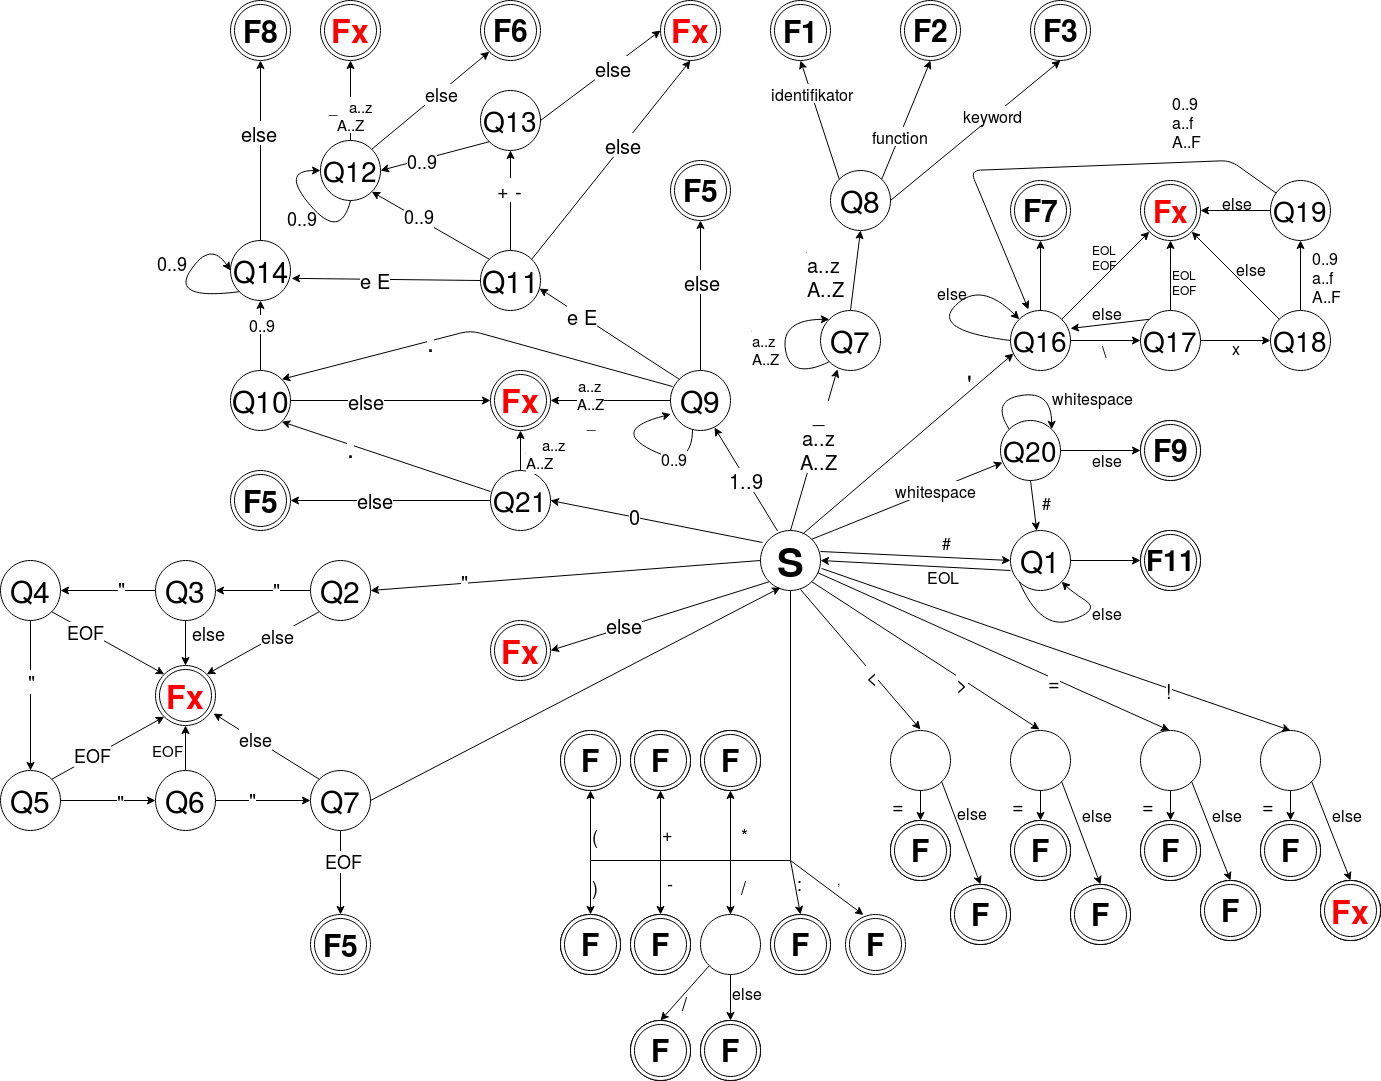 F8
Fx
F6
Fx
F1
F2
F3
else
_ a..z
A..Z
else
Q13
else
identifikator
function
keyword
0..9
a..f
A..F
else
Q12
0..9
0..9
+ -
0..9
else
F5
Q8
F7
Fx
else
Q19
0..9
Q14
e E
Q11
else
a..z
A..Z
EOL
EOF
EOL
EOF
else
0..9
a..f
A..F
0..9
e E
.
a..z
A..Z
Q7
else
Q16
else
\
Q17
x
Q18
Q10
else
Fx
a..z
A..Z
_
Q9
'
whitespace
.
a..z
A..Z
0..9
_
a..z
A..Z
Q20
else
F9
F5
else
Q21
0
1..9
whitespace
#
S
#
EOL
Q1
F11
else
Q4
"
Q3
"
Q2
"
EOF
else
else
Fx
else
"
Fx
<
>
=
!
EOF
EOF
else
Q5
"
Q6
"
Q7
F
F
F
EOF
(
+
*
=
else
=
else
=
else
=
else
F
F
F
F
)
-
/
:
,
F
F
F
Fx
F5
F
F
F
F
/
else
F
F